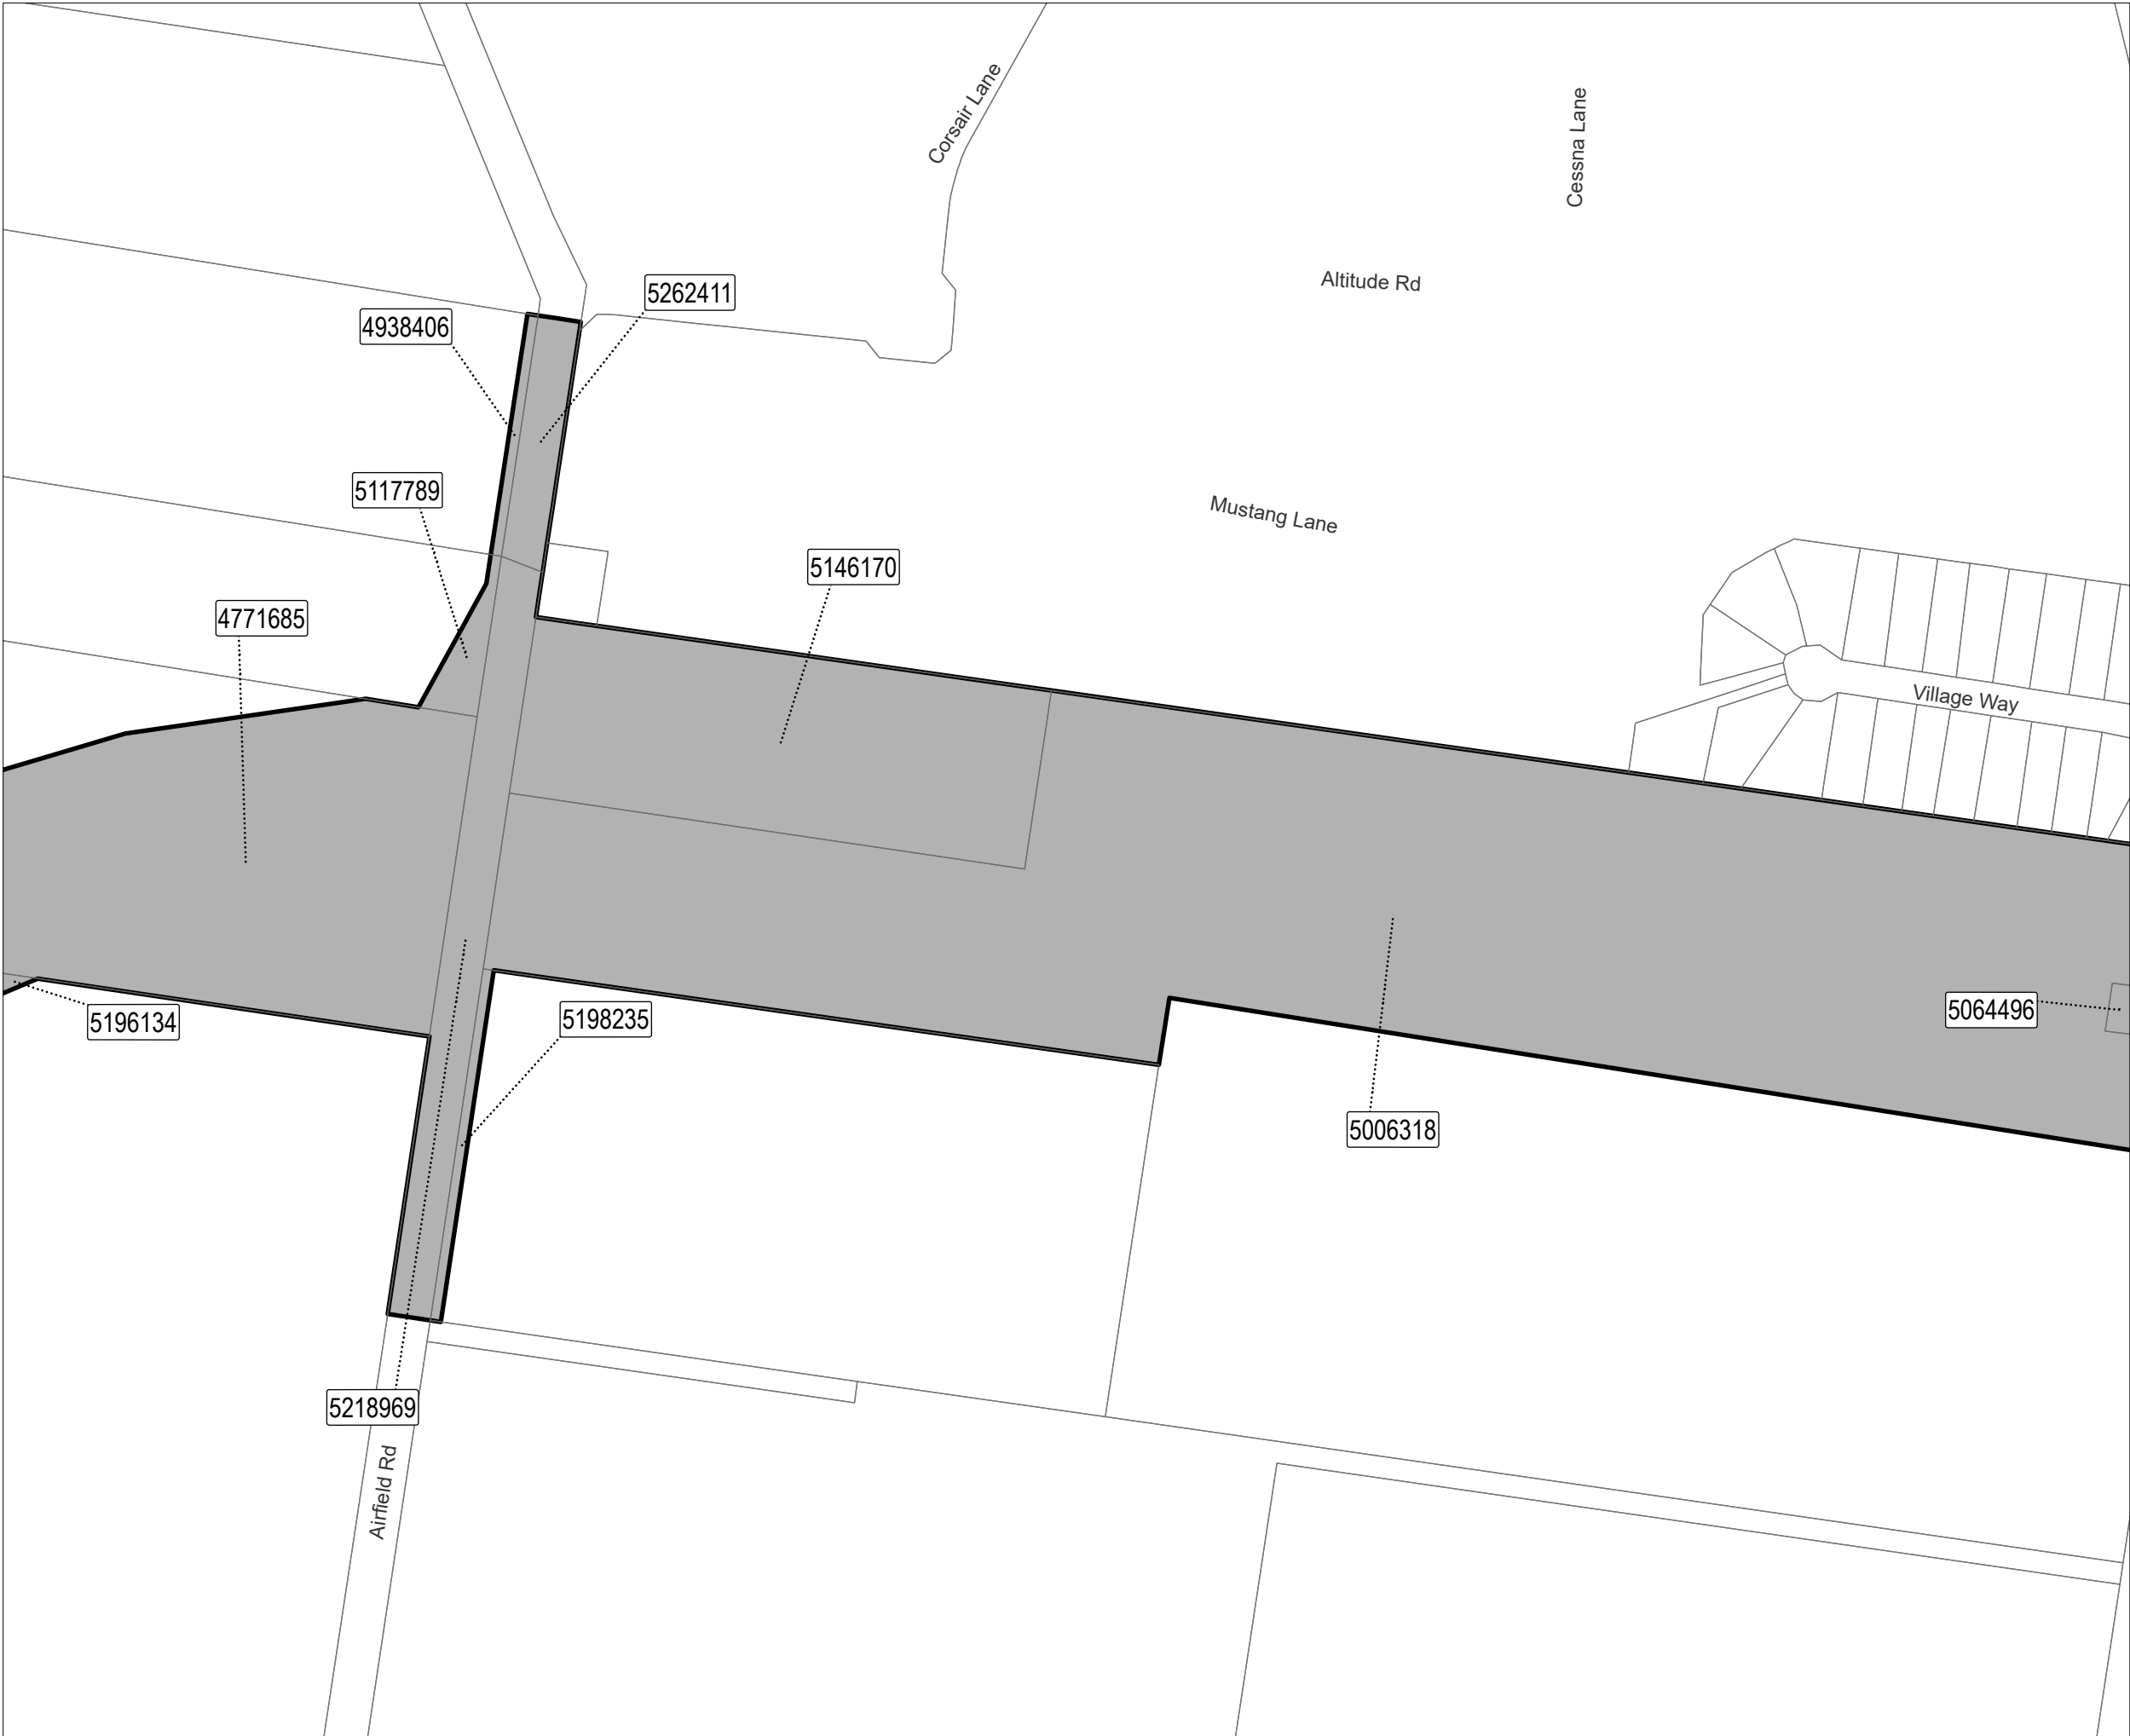 Corsair Lane
Cessna Lane
Altitude Rd
5262411
4938406
5117789
Mustang Lane
5146170
4771685
Village Way
5196134
5198235
5064496
5006318
5218969
Airfield Rd